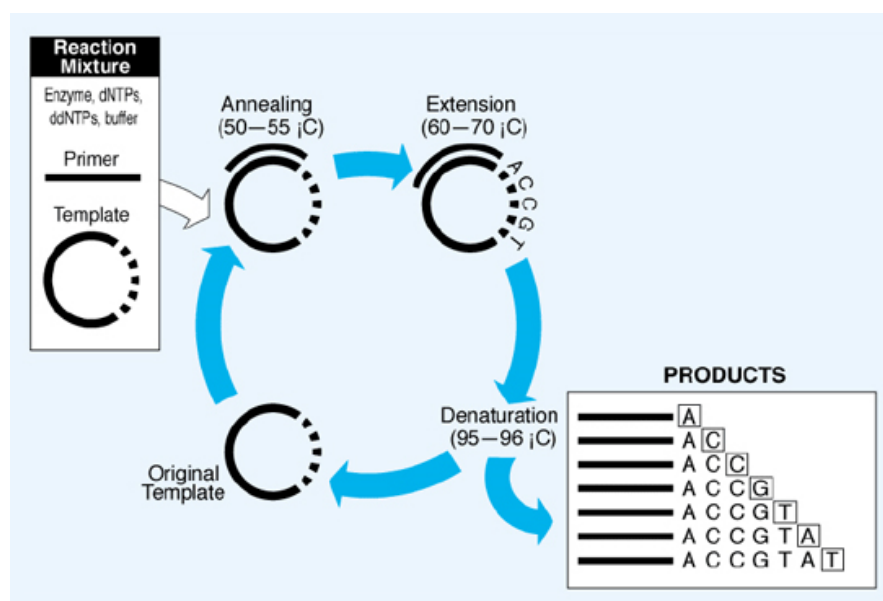 Reaction
Mixture
Enzyme, dNTPs,
ddNTPs, buffer
Primer
Template
Annealing
(50—55 ¡C)
Extension
(60—70 ¡C)
A
C
C
G
T
Denaturation
(95—96 ¡C)
Original
Template
PRODUCTS
A
A C
A C C
A C C G
A C C G T
A C C G T A
A C C G T A T